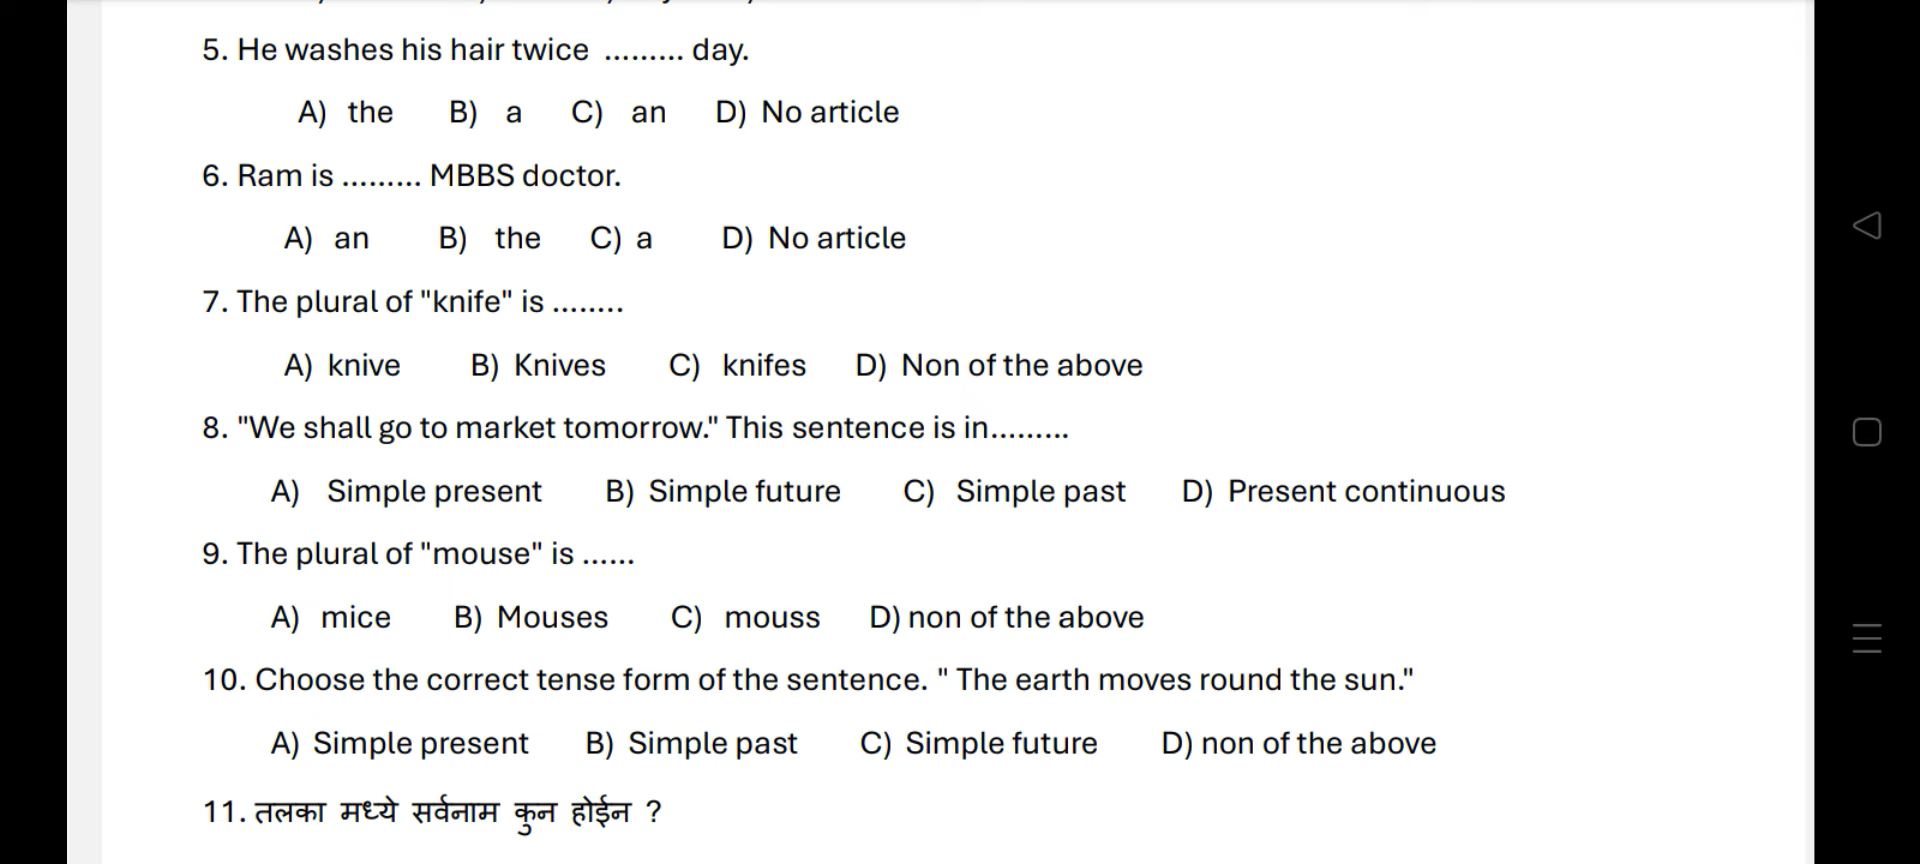 5. He washes his hair twice ......... day.
A) the B) a C) an D) No article
6. Ram is ......... MBBS doctor.
A) an B) the C) a D) No article
7. The plural of "knife" is ........
A) knive B) Knives C) knifes D) Non of the above
8. "We shall go to market tomorrow." This sentence is in.........
A) Simple present B) Simple future C) Simple past D) Present continuous
9. The plural of "mouse" is ......
A) mice B) Mouses C) mouss D) non of the above
10. Choose the correct tense form of the sentence. " The earth moves round the sun."
A) Simple present B) Simple past C) Simple future D) non of the above
11. तलका मध्ये सर्वनाम कुन होईन ?